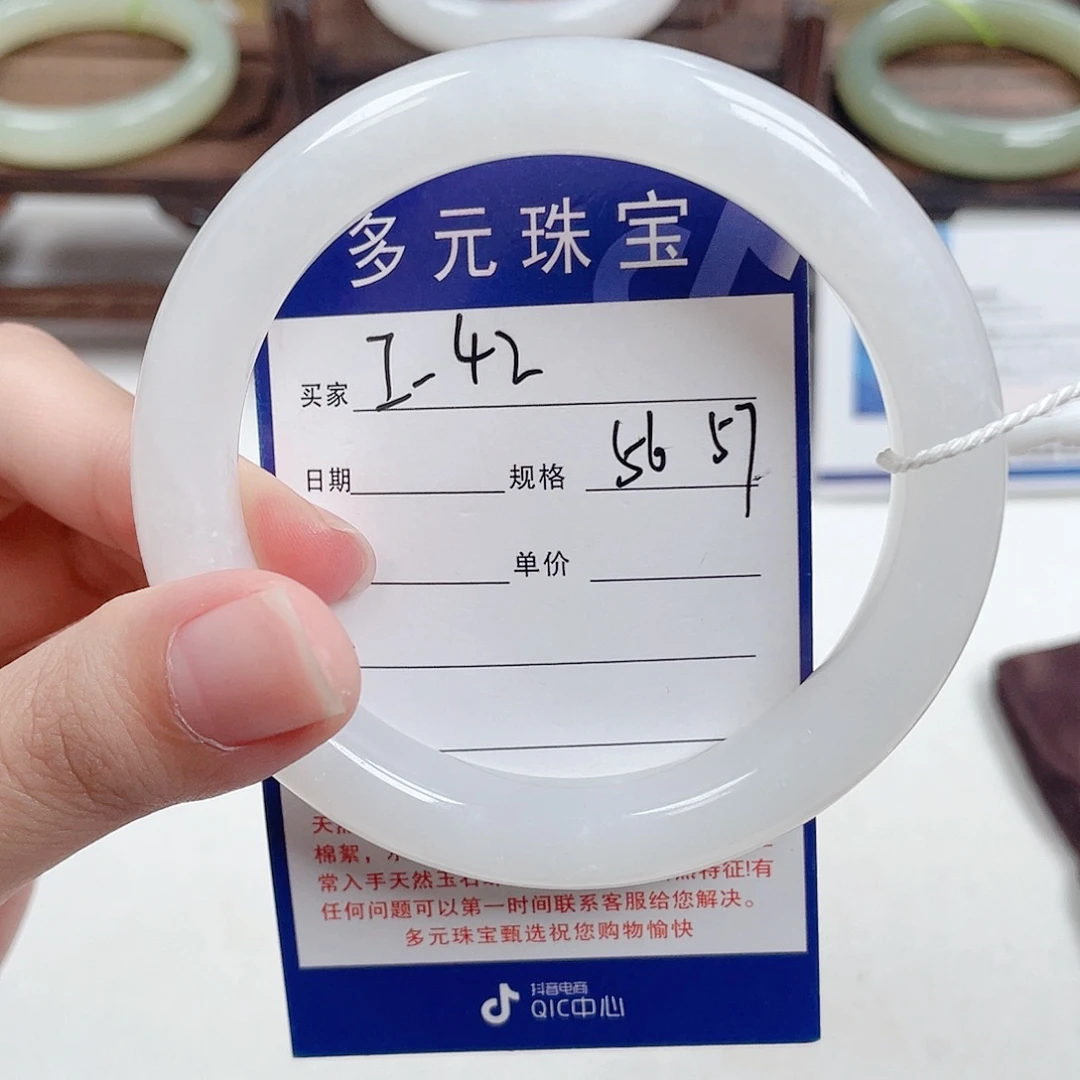 多元珠宝
买家 I-42
日期 规格 56 57
单价
天然
棉絮，
常入手天然玉石 特征!有
任何问题可以第一时间联系客服给您解决。
多元珠宝甄选祝您购物愉快
抖音电商
QIC中心